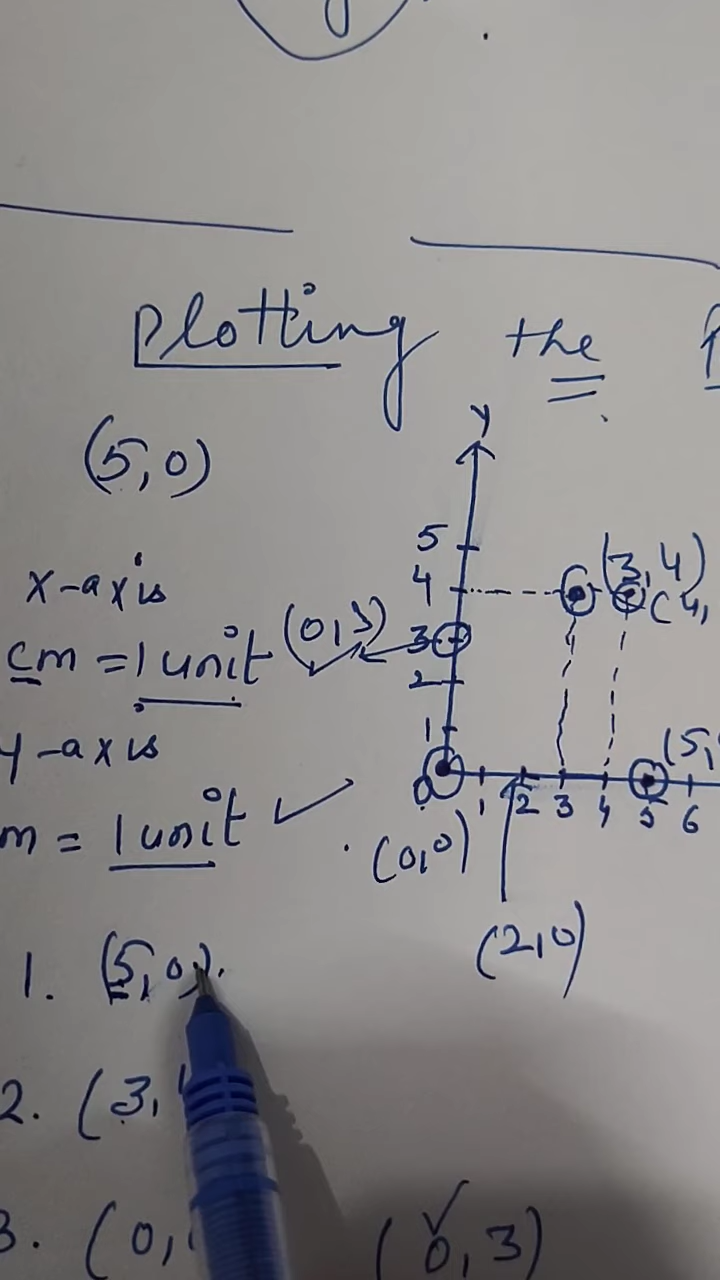 Plotting the
(5,0)
x-axis
cm = 1 unit
y-axis
m = 1 unit
1. (5,0).
2. (3,
3. (0, (0,3)
y
5
4
3
2
1
0 1 2 3 4 5 6
(3,4)
(4,
(0,3)
(5,
(0,0)
(2,0)